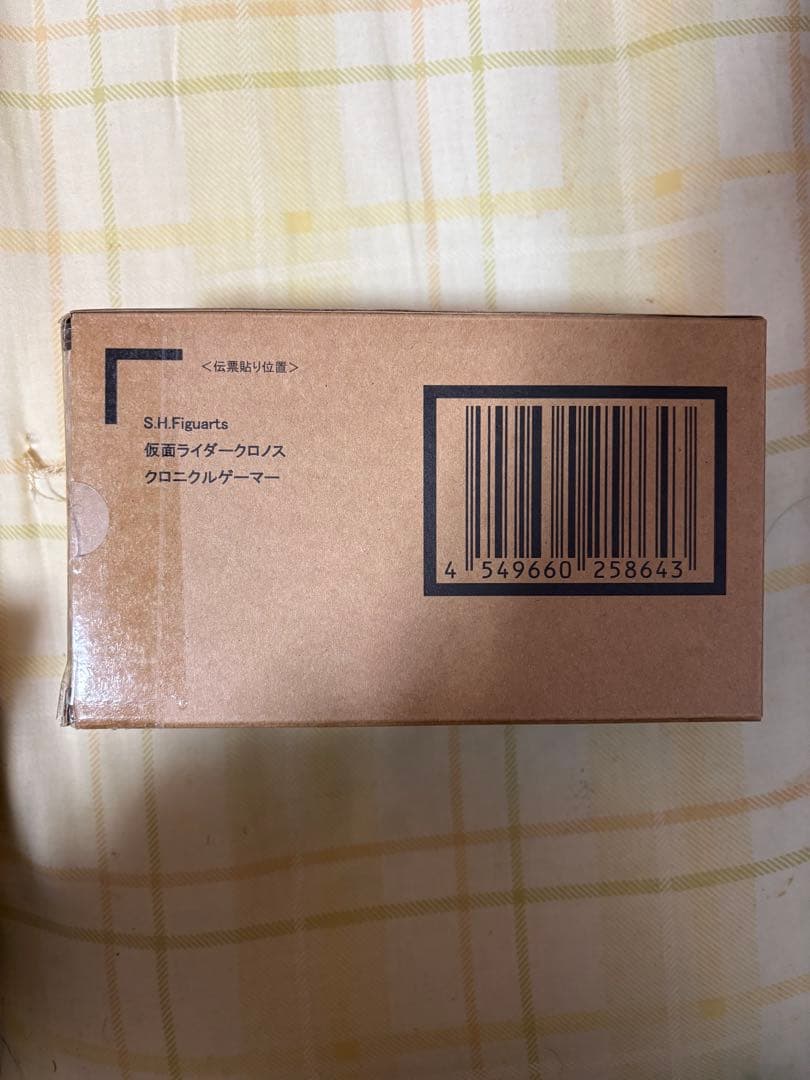 ＜伝票貼り位置＞
S.H.Figuarts
仮面ライダークロノス
クロニクルゲーマー
4 549660 258643